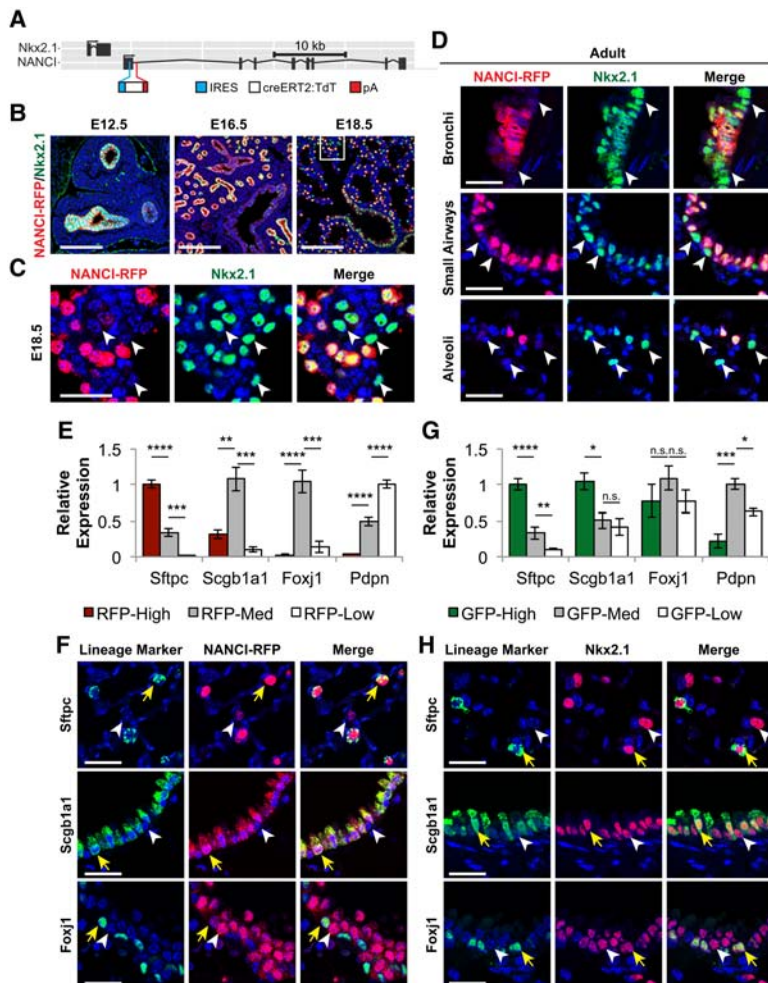 A
Nkx2.1-
NANCI-
10 kb
IRES
creERT2:TdT
pA
B
E12.5
E16.5
E18.5
NANCI-RFP/Nkx2.1
C
NANCI-RFP
Nkx2.1
Merge
E18.5
D
Adult
NANCI-RFP
Nkx2.1
Merge
Bronchi
Small Airways
Alveoli
E
Relative
Expression
1.5
1
0.5
0
****
***
**
***
****
***
****
****
Sftpc
Scgb1a1
Foxj1
Pdpn
RFP-High
RFP-Med
RFP-Low
G
Relative
Expression
1.5
1
0.5
0
****
**
*
n.s.
n.s.
n.s.
***
*
Sftpc
Scgb1a1
Foxj1
Pdpn
GFP-High
GFP-Med
GFP-Low
F
Lineage Marker
NANCI-RFP
Merge
Sftpc
Scgb1a1
Foxj1
H
Lineage Marker
Nkx2.1
Merge
Sftpc
Scgb1a1
Foxj1